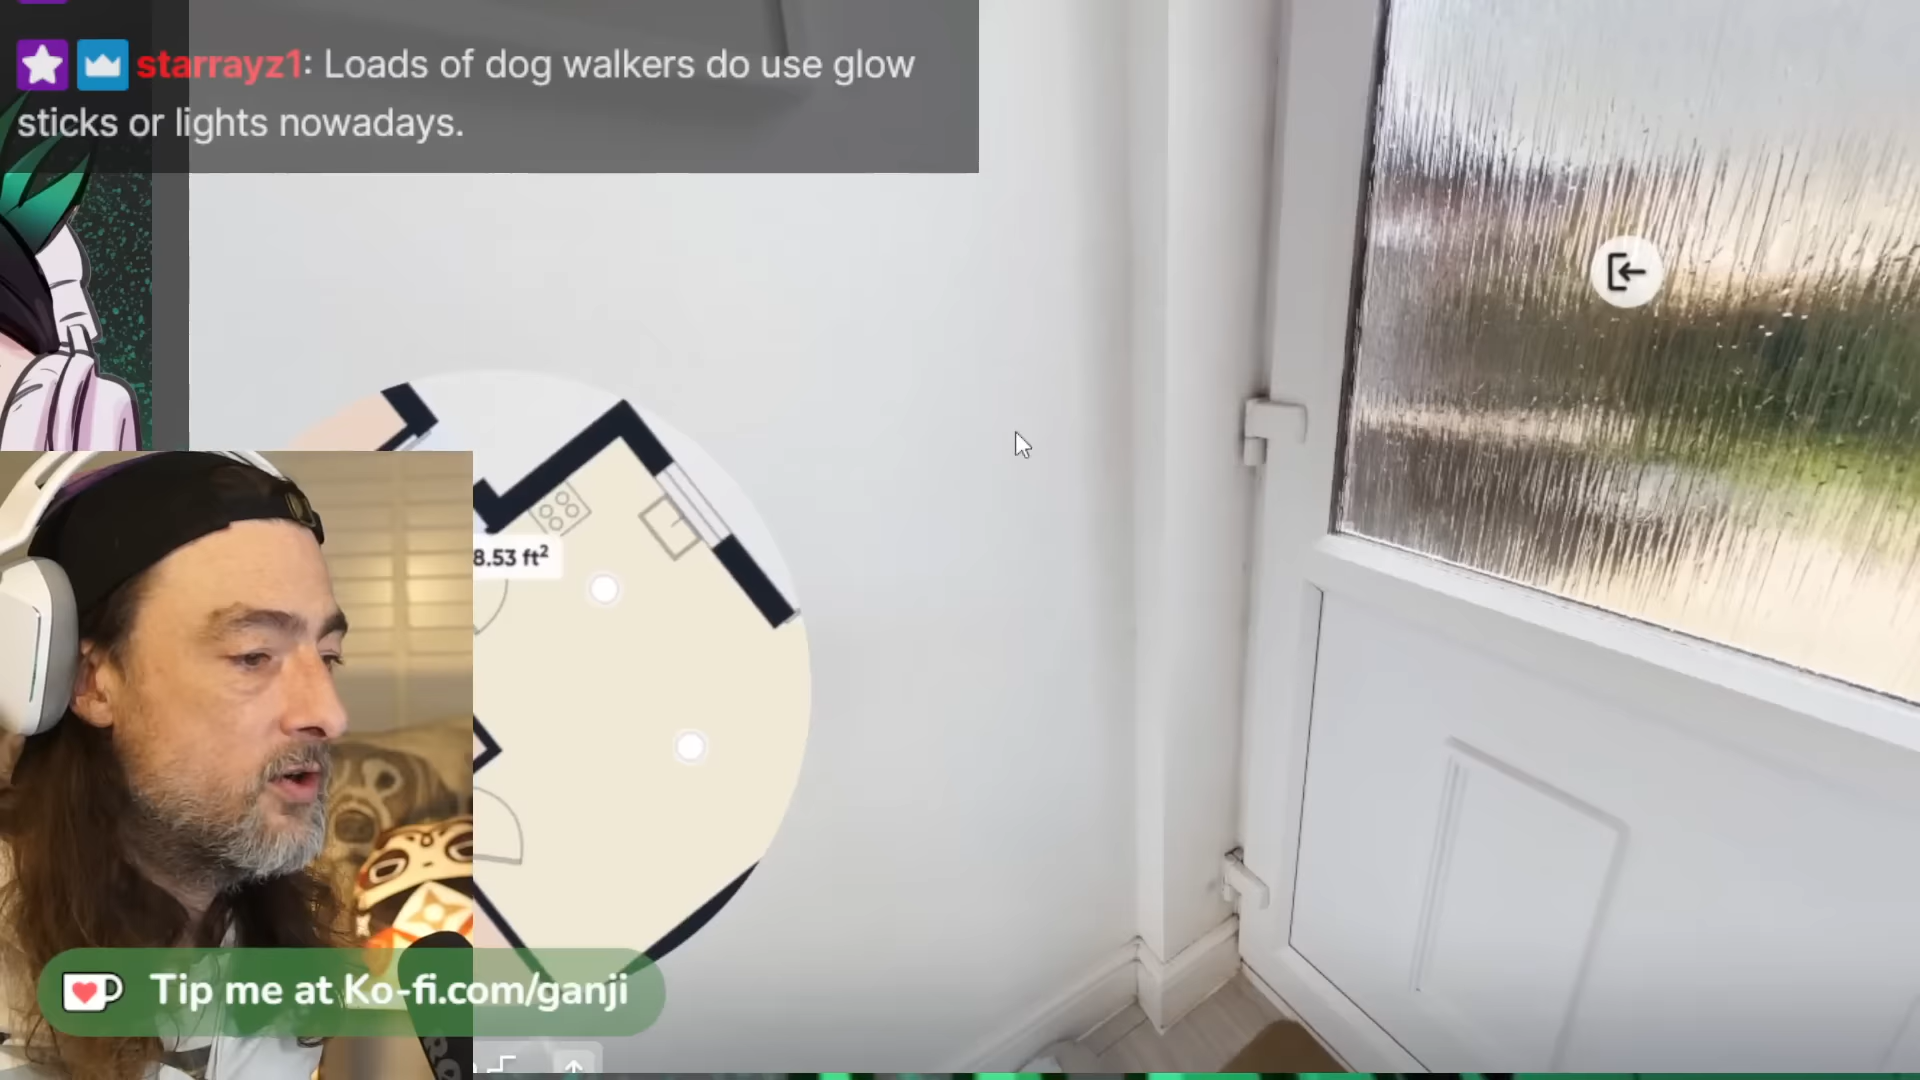 starrayz1: Loads of dog walkers do use glow
sticks or lights nowadays.
8.53 ft²
Tip me at Ko-fi.com/ganji